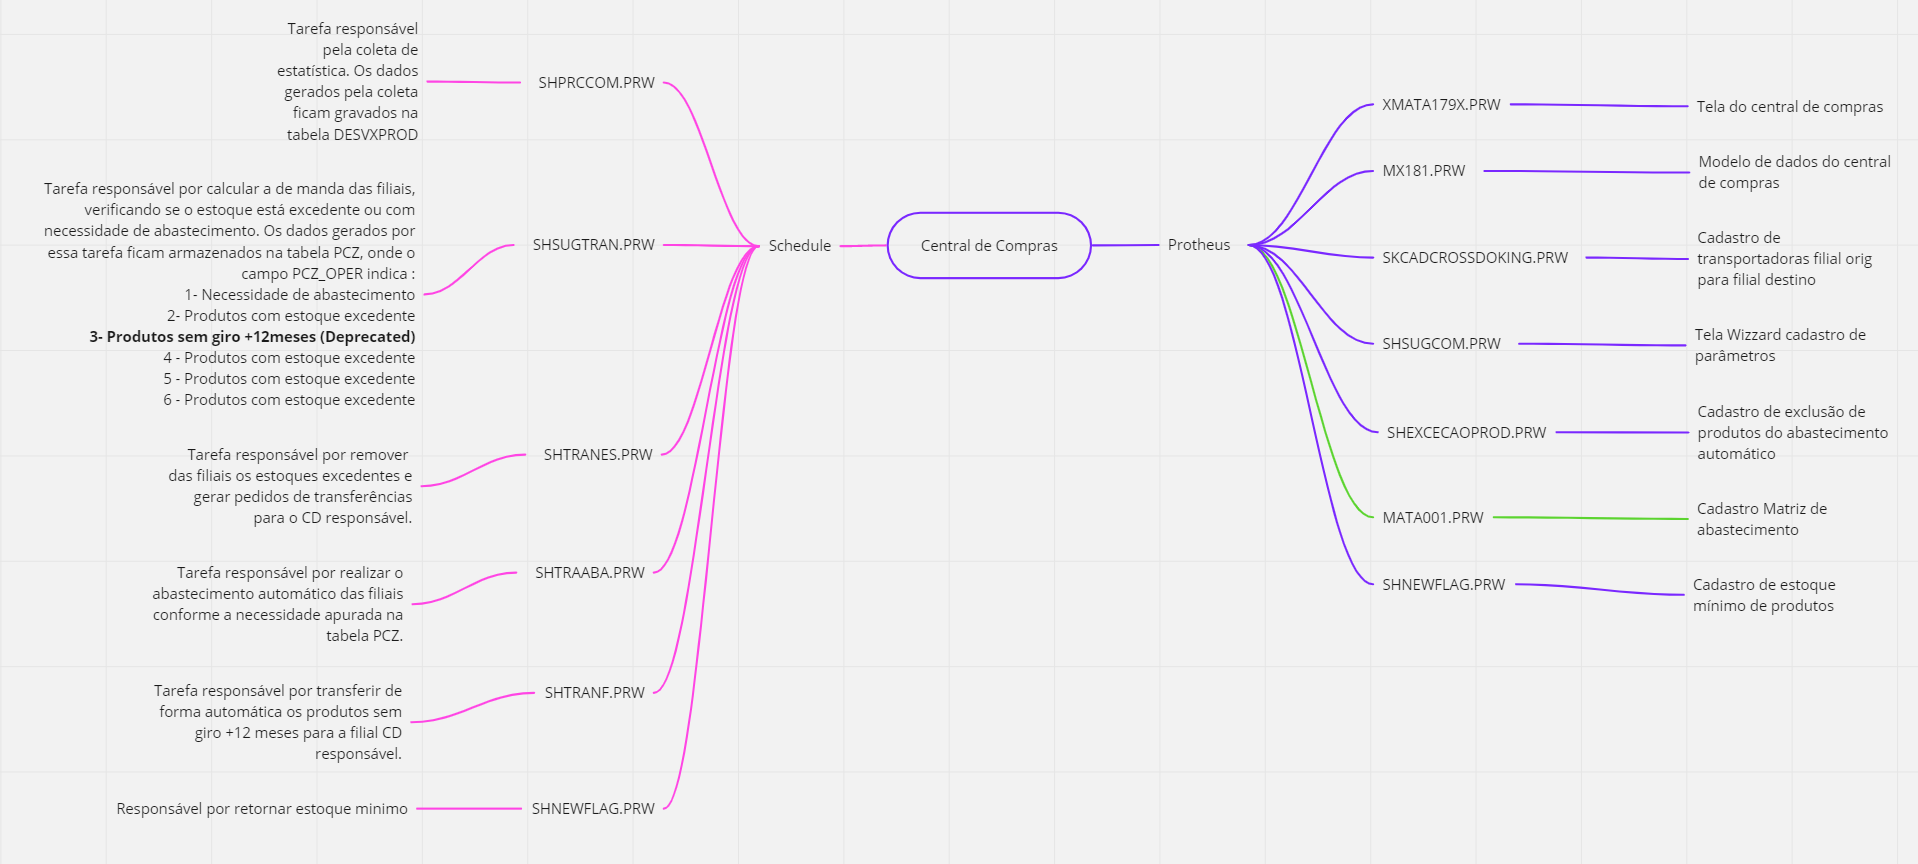 Tarefa responsável
pela coleta de
estatística. Os dados
gerados pela coleta
ficam gravados na
tabela DESVXPROD
SHPRCCOM.PRW
Tarefa responsável por calcular a de manda das filiais,
verificando se o estoque está excedente ou com
necessidade de abastecimento. Os dados gerados por
essa tarefa ficam armazenados na tabela PCZ, onde o
campo PCZ_OPER indica :
1- Necessidade de abastecimento
2- Produtos com estoque excedente
3- Produtos sem giro +12meses (Deprecated)
4 - Produtos com estoque excedente
5 - Produtos com estoque excedente
6 - Produtos com estoque excedente
SHSUGTRAN.PRW
Tarefa responsável por remover
das filiais os estoques excedentes e
gerar pedidos de transferências
para o CD responsável.
SHTRANES.PRW
Tarefa responsável por realizar o
abastecimento automático das filiais
conforme a necessidade apurada na
tabela PCZ.
SHTRAABA.PRW
Tarefa responsável por transferir de
forma automática os produtos sem
giro +12 meses para a filial CD
responsável.
SHTRANF.PRW
Responsável por retornar estoque minimo
SHNEWFLAG.PRW
Schedule
Central de Compras
Protheus
XMATA179X.PRW
Tela do central de compras
MX181.PRW
Modelo de dados do central
de compras
SKCADCROSSDOKING.PRW
Cadastro de
transportadoras filial orig
para filial destino
SHSUGCOM.PRW
Tela Wizzard cadastro de
parâmetros
SHEXCECAOPROD.PRW
Cadastro de exclusão de
produtos do abastecimento
automático
MATA001.PRW
Cadastro Matriz de
abastecimento
SHNEWFLAG.PRW
Cadastro de estoque
mínimo de produtos